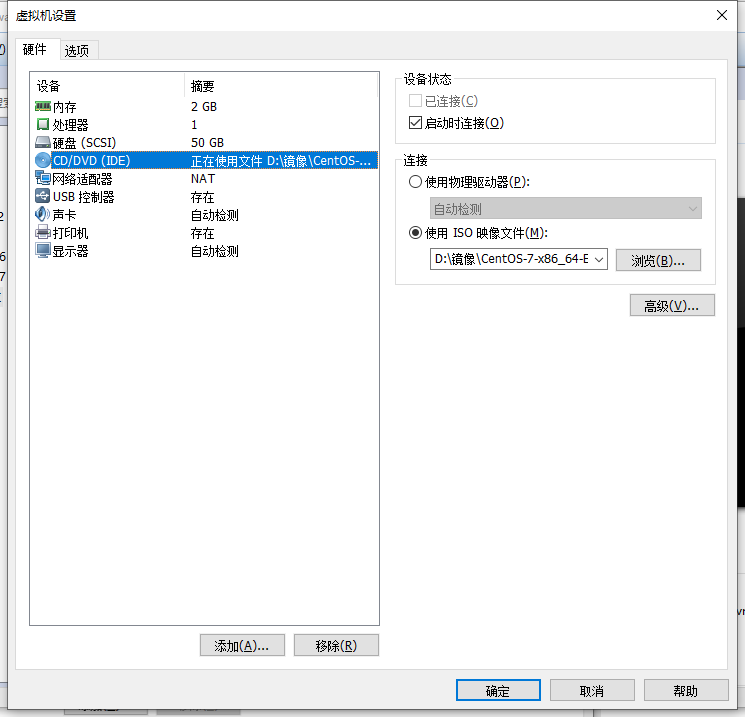 虚拟机设置
硬件 选项
设备 摘要
内存 2 GB
处理器 1
硬盘 (SCSI) 50 GB
CD/DVD (IDE) 正在使用文件 D:\镜像\CentOS-...
网络适配器 NAT
USB 控制器 存在
声卡 自动检测
打印机 存在
显示器 自动检测
添加(A)... 移除(R)
设备状态
已连接(C)
启动时连接(O)
连接
使用物理驱动器(P):
自动检测
使用 ISO 映像文件(M):
D:\镜像\CentOS-7-x86_64-E 浏览(B)...
高级(V)...
确定 取消 帮助